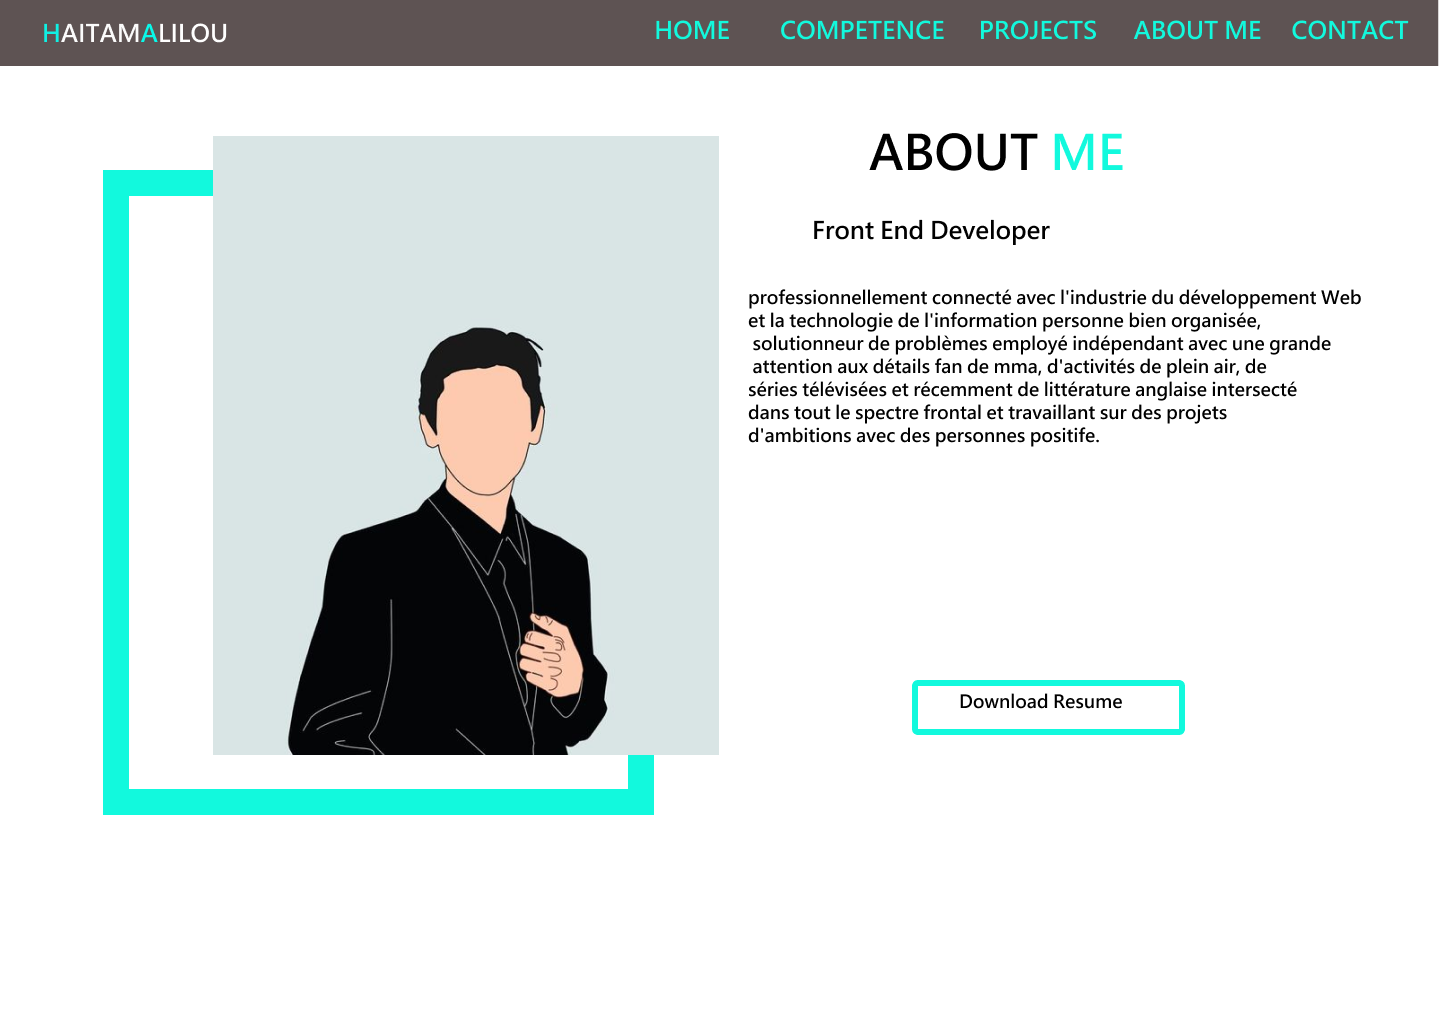 HAITAMALILOU
HOME COMPETENCE PROJECTS ABOUT ME CONTACT
ABOUT ME
Front End Developer
professionnellement connecté avec l'industrie du développement Web
et la technologie de l'information personne bien organisée,
solutionneur de problèmes employé indépendant avec une grande
attention aux détails fan de mma, d'activités de plein air, de
séries télévisées et récemment de littérature anglaise intersecté
dans tout le spectre frontal et travaillant sur des projets
d'ambitions avec des personnes positife.
Download Resume